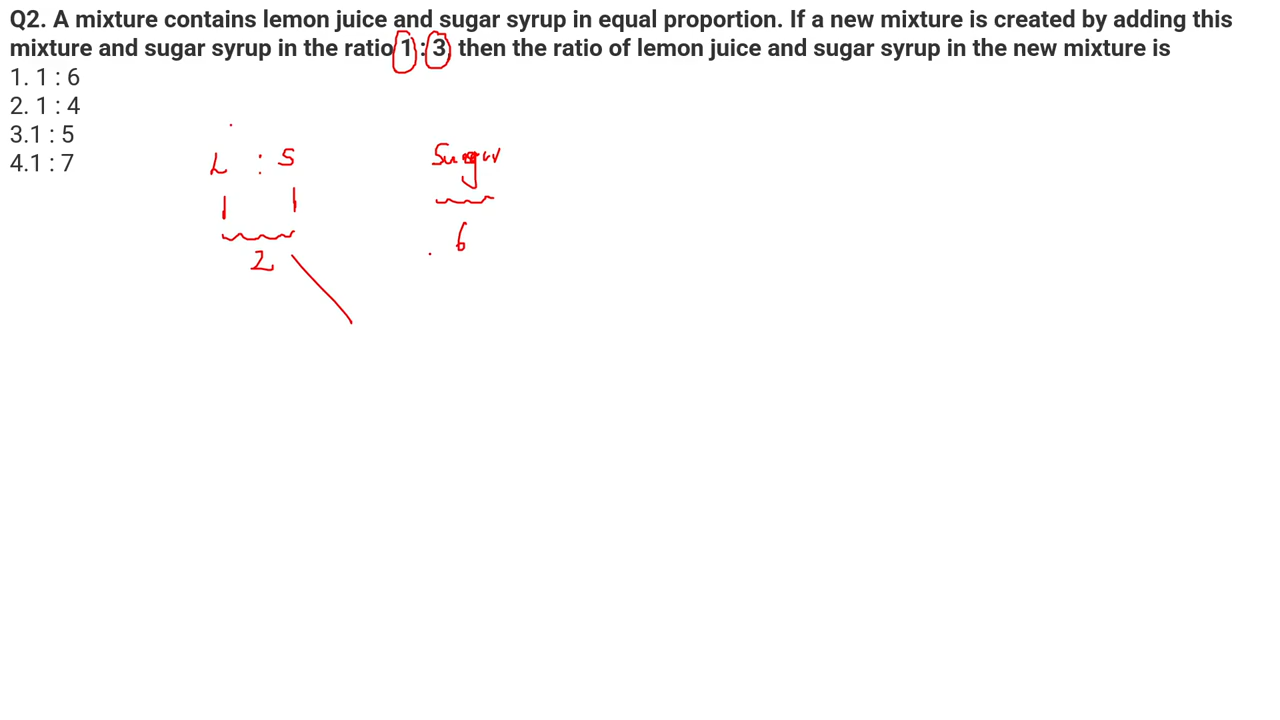 Q2. A mixture contains lemon juice and sugar syrup in equal proportion. If a new mixture is created by adding this
mixture and sugar syrup in the ratio 1 : 3, then the ratio of lemon juice and sugar syrup in the new mixture is
1. 1 : 6
2. 1 : 4
3.1 : 5
4.1 : 7
L : S
Sugar
1 1
6
2